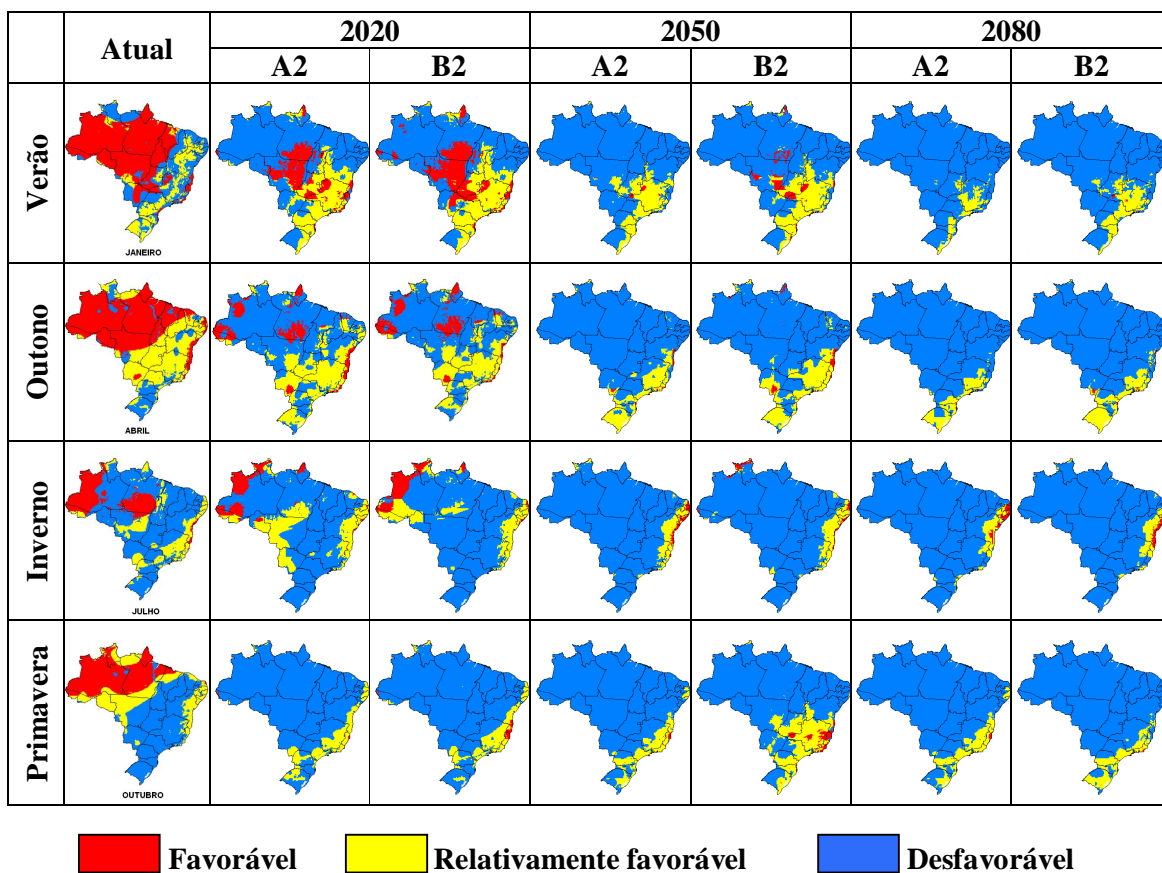 Atual 2020 2050 2080
A2 B2 A2 B2 A2 B2
Verão
JANEIRO
Outono
ABRIL
Inverno
JULHO
Primavera
OUTUBRO
Favorável Relativamente favorável Desfavorável